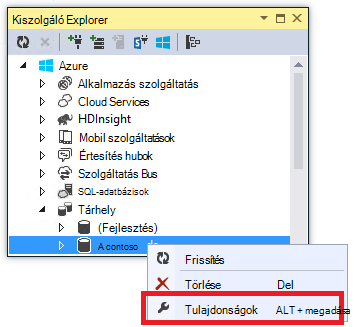 Kiszolgáló Explorer
Azure
Alkalmazás szolgáltatás
Cloud Services
HDInsight
Mobil szolgáltatások
Értesítés hubok
Szolgáltatás Bus
SQL-adatbázisok
Tárhely
(Fejlesztés)
A contoso
Frissítés
Törlése Del
Tulajdonságok ALT + megadása